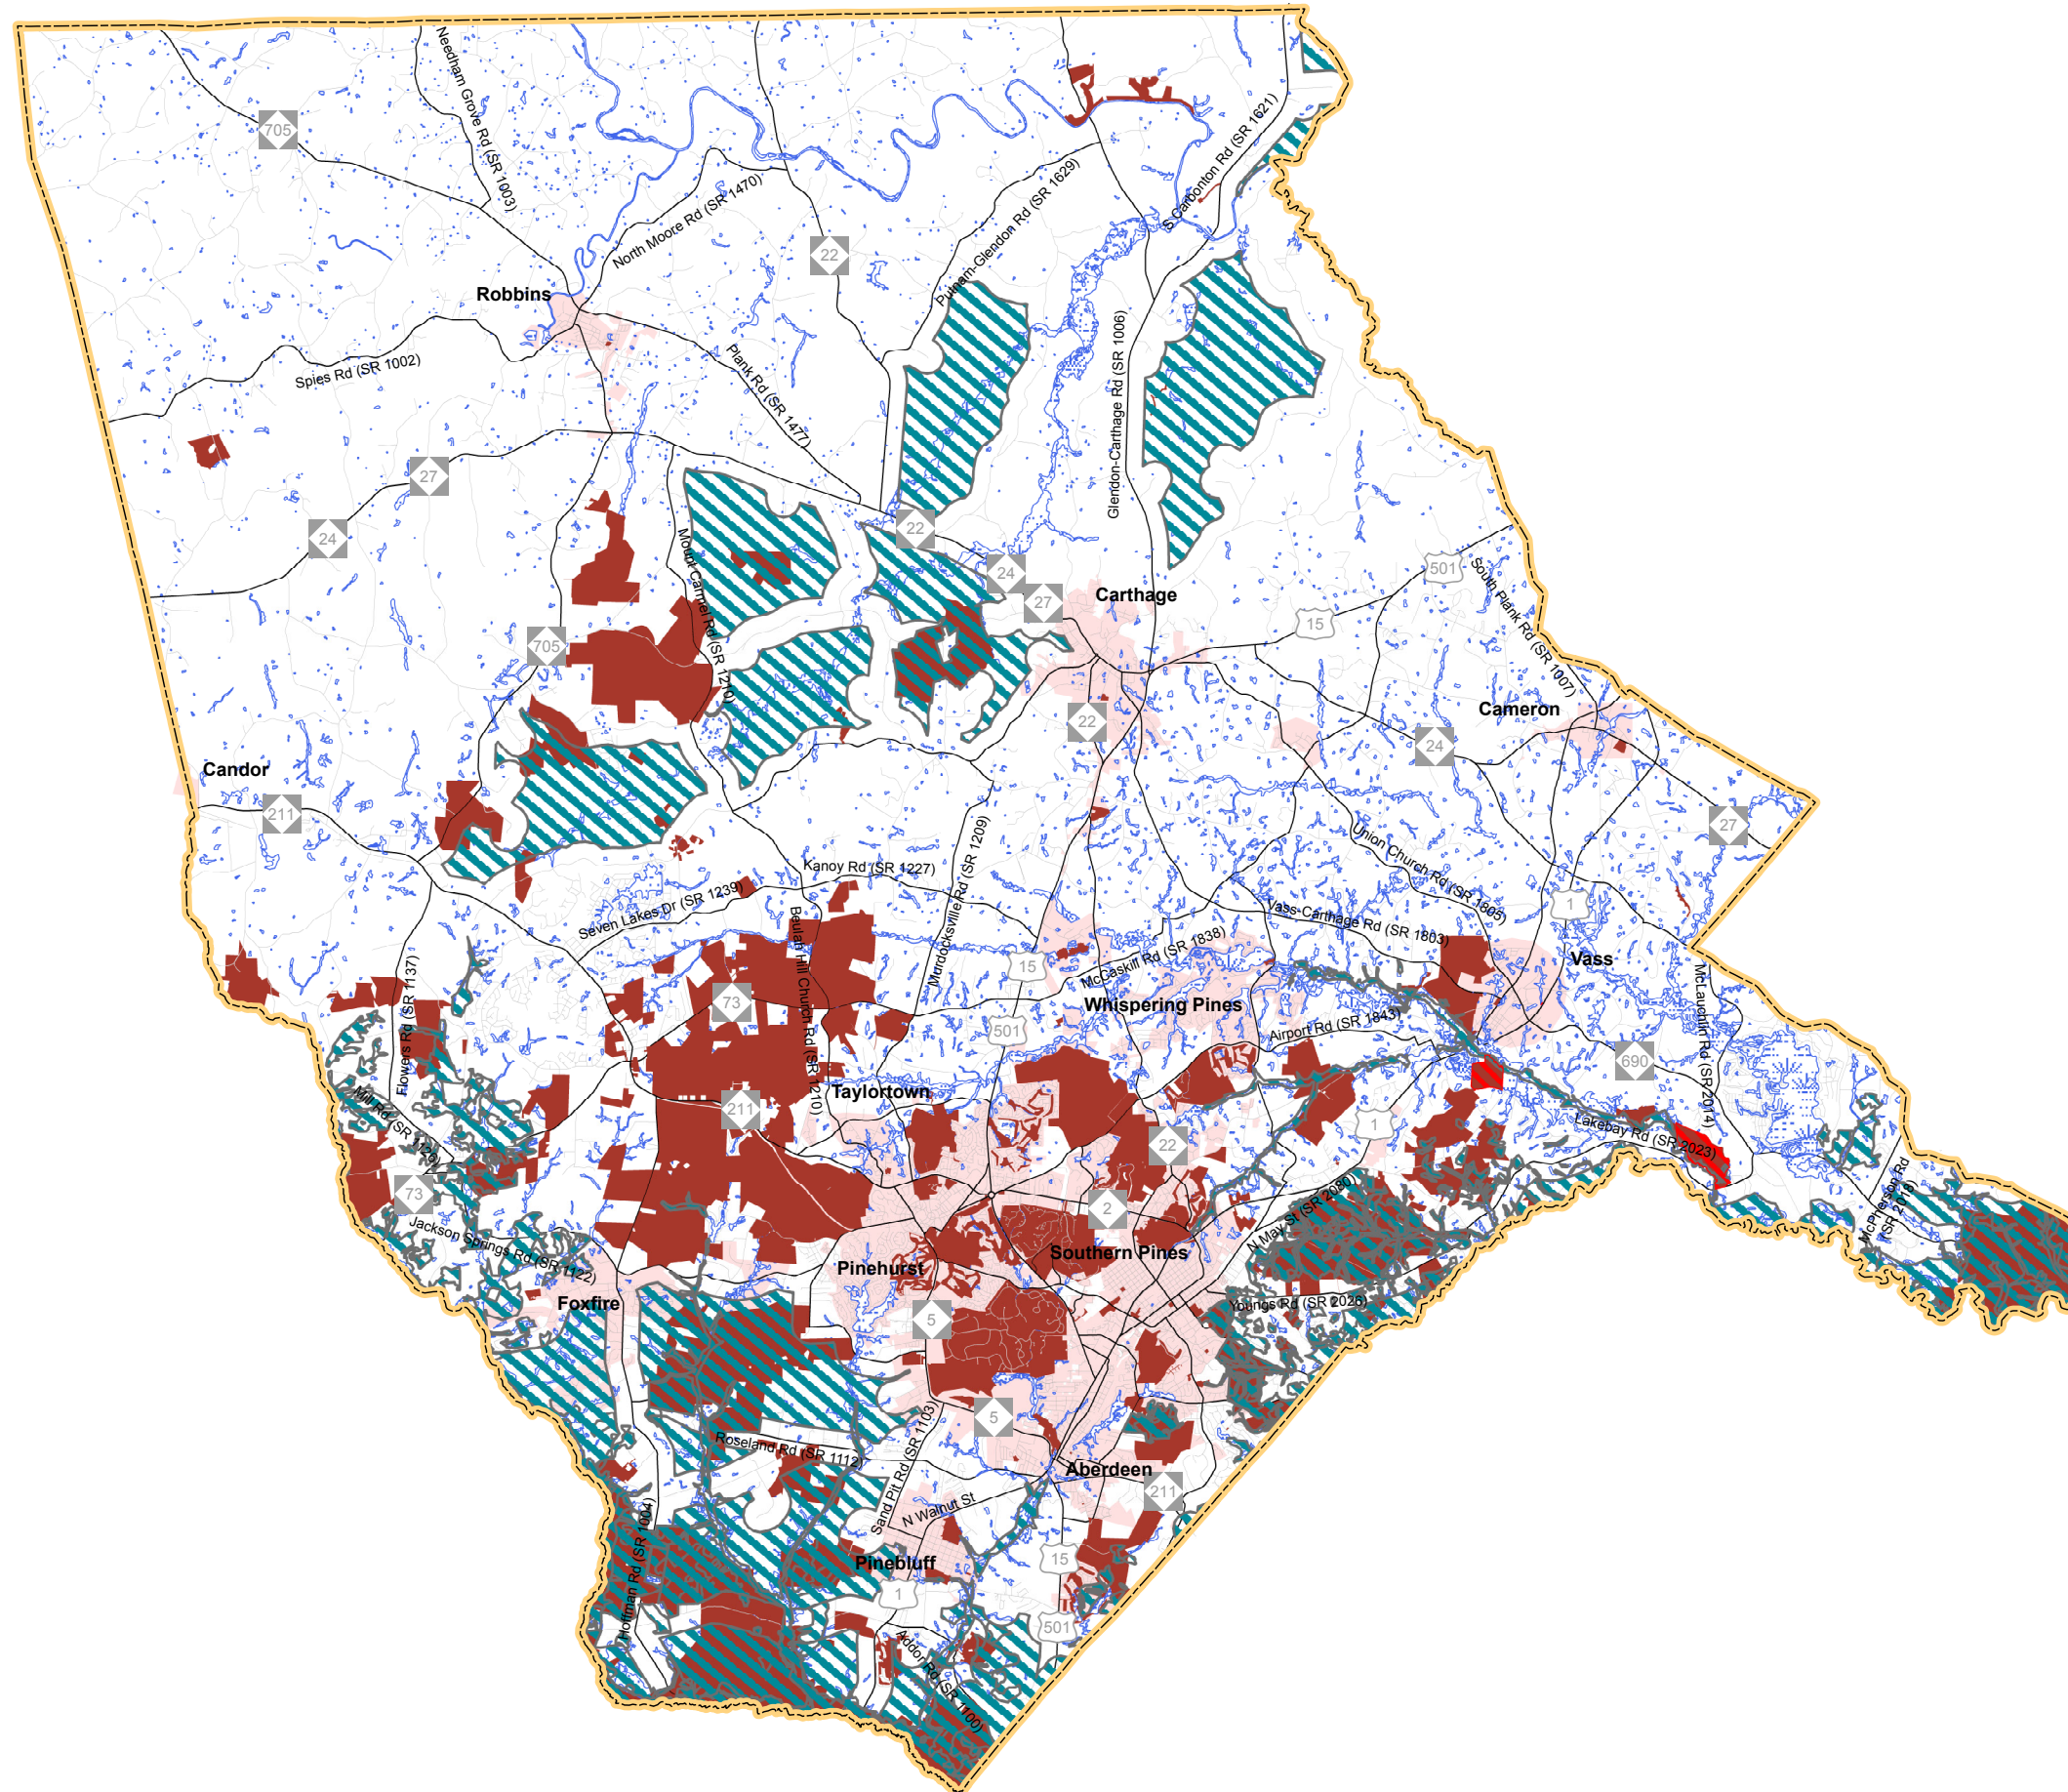 Needham Grove Rd (SR 1003)
705
S Carbonton Rd (SR 1621)
North Moore Rd (SR 1470)
Putnam-Glendon Rd (SR 1629)
22
Robbins
Spies Rd (SR 1002)
Plank Rd (SR 1477)
Glendon-Carthage Rd (SR 1006)
27
24
22
24
27
Carthage
501
15
South Plank Rd (SR 1007)
Mount Carmel Rd (SR 1210)
705
22
Cameron
24
Candor
211
27
Kanoy Rd (SR 1227)
Murdocksville Rd (SR 1209)
Union Church Rd (SR 1805)
Seven Lakes Dr (SR 1239)
Beulah Hill Church Rd (SR 1210)
Vass-Carthage Rd (SR 1803)
1
Vass
15
McCaskill Rd (SR 1838)
Flowers Rd (SR 1137)
73
Whispering Pines
501
Airport Rd (SR 1843)
McLauchlin Rd (SR2014)
690
Taylortown
Mill Rd (SR 1126)
211
1
22
Lakebay Rd (SR 2023)
73
2
McPherson Rd
(SR 2018)
Jackson Springs Rd (SR 1122)
N May St (SR 2080)
Southern Pines
Pinehurst
Foxfire
5
Youngs Rd (SR 2026)
5
Roseland Rd (SR 1112)
Sand Pit Rd (SR 1103)
Aberdeen
211
N Walnut St
Hoffman Rd (SR 1004)
Pinebluff
15
1
501
Addor Rd (SR 1100)